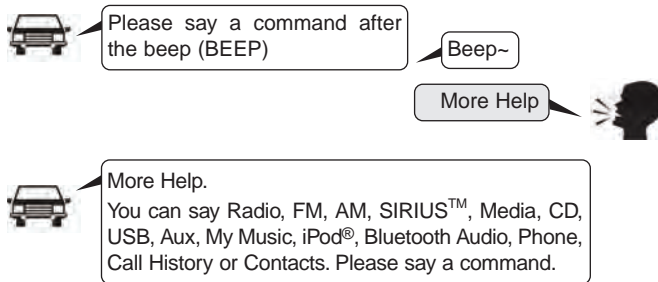 Please say a command after
the beep (BEEP)
Beep~
More Help
More Help.
You can say Radio, FM, AM, SIRIUS™, Media, CD,
USB, Aux, My Music, iPod®, Bluetooth Audio, Phone,
Call History or Contacts. Please say a command.